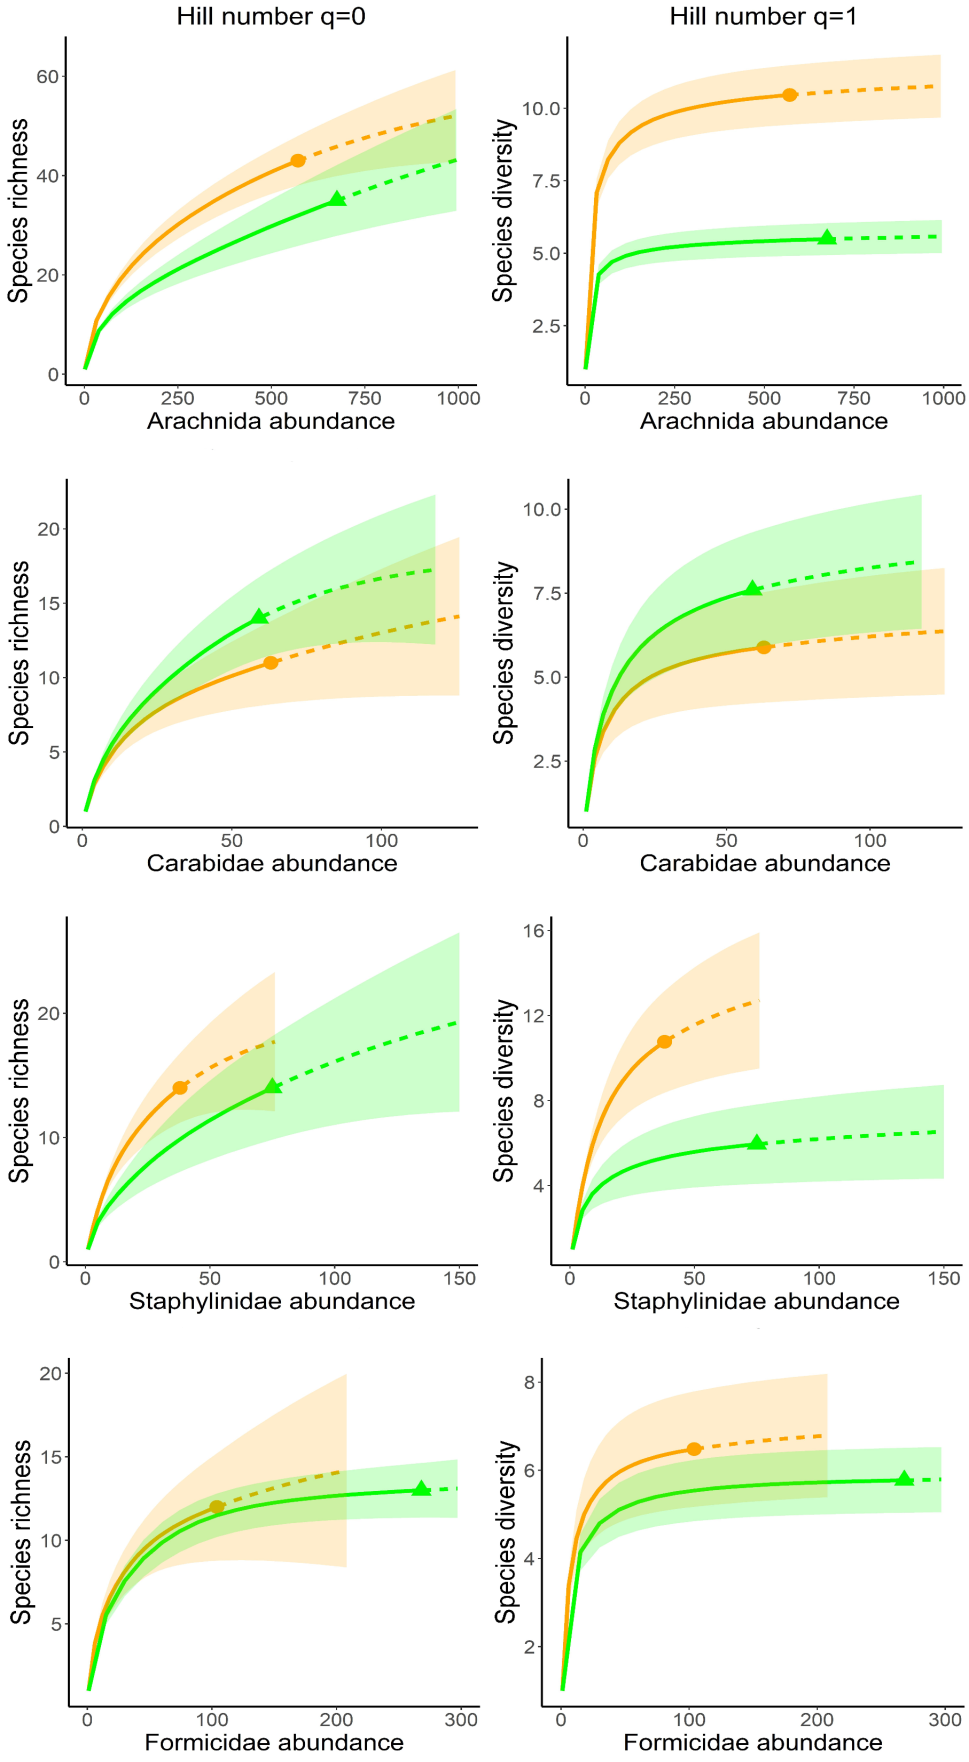 Hill number q=0
Hill number q=1
Species richness
60
40
20
0
0 250 500 750 1000
Arachnida abundance
Species diversity
10.0
7.5
5.0
2.5
0 250 500 750 1000
Arachnida abundance
Species richness
20
15
10
5
0
0 50 100
Carabidae abundance
Species diversity
10.0
7.5
5.0
2.5
0 50 100
Carabidae abundance
Species richness
20
10
0
0 50 100 150
Staphylinidae abundance
Species diversity
16
12
8
4
0 50 100 150
Staphylinidae abundance
Species richness
20
15
10
5
0 100 200 300
Formicidae abundance
Species diversity
8
6
4
2
0 100 200 300
Formicidae abundance